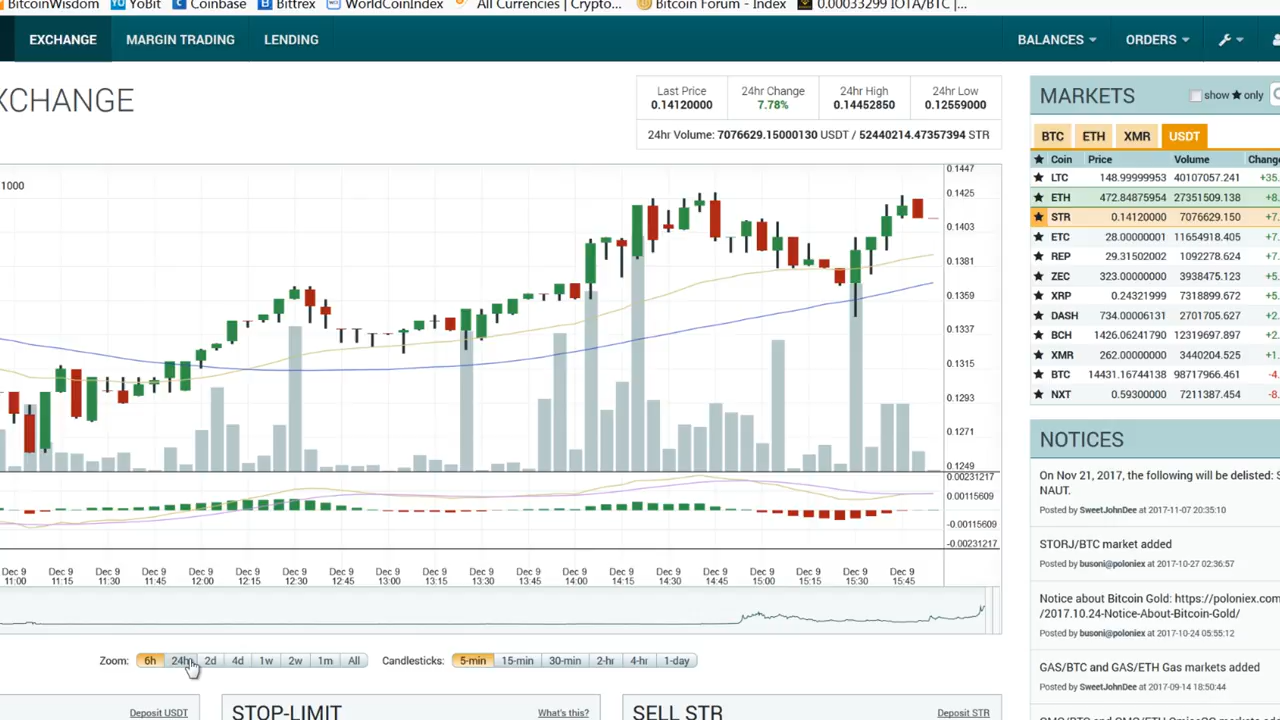 BitcoinWisdom YoBit Coinbase Bittrex WorldCoinIndex All Currencies | Crypto... Bitcoin Forum - Index 0.00033299 IOTA/BTC |...
EXCHANGE MARGIN TRADING LENDING BALANCES ORDERS
XCHANGE
Last Price 24hr Change 24hr High 24hr Low
0.14120000 7.78% 0.14452850 0.12559000
24hr Volume: 7076629.15000130 USDT / 52440214.47357394 STR
1000
0.1447
0.1425
0.1403
0.1381
0.1359
0.1337
0.1315
0.1293
0.1271
0.1249
0.00231217
0.00115609
-0.00115609
-0.00231217
Dec 9 Dec 9 Dec 9 Dec 9 Dec 9 Dec 9 Dec 9 Dec 9 Dec 9 Dec 9 Dec 9 Dec 9 Dec 9 Dec 9 Dec 9 Dec 9 Dec 9 Dec 9 Dec 9 Dec 9
11:00 11:15 11:30 11:45 12:00 12:15 12:30 12:45 13:00 13:15 13:30 13:45 14:00 14:15 14:30 14:45 15:00 15:15 15:30 15:45
Zoom: 6h 24h 2d 4d 1w 2w 1m All Candlesticks: 5-min 15-min 30-min 2-hr 4-hr 1-day
Deposit USDT STOP-LIMIT What's this? SELL STR Deposit STR
MARKETS show ★ only
BTC ETH XMR USDT
★ Coin Price Volume Change
★ LTC 148.99999953 40107057.241 +35.
★ ETH 472.84875954 27351509.138 +8.
★ STR 0.14120000 7076629.150 +7.
★ ETC 28.00000001 11654918.405 +7.
★ REP 29.31502002 1092278.624 +7.
★ ZEC 323.00000000 3938475.123 +5.
★ XRP 0.24321999 7318899.672 +5.
★ DASH 734.00006131 2701705.627 +2.
★ BCH 1426.06241790 12319697.897 +2.
★ XMR 262.00000000 3440204.525 +1.
★ BTC 14431.16744138 98717966.461 -4.
★ NXT 0.59300000 7211387.454 -8.
NOTICES
On Nov 21, 2017, the following will be delisted: S
NAUT.
Posted by SweetJohnDee at 2017-11-07 20:35:10
STORJ/BTC market added
Posted by busoni@poloniex at 2017-10-27 02:36:57
Notice about Bitcoin Gold: https://poloniex.com
/2017.10.24-Notice-About-Bitcoin-Gold/
Posted by busoni@poloniex at 2017-10-24 05:55:12
GAS/BTC and GAS/ETH Gas markets added
Posted by SweetJohnDee at 2017-09-14 18:50:44